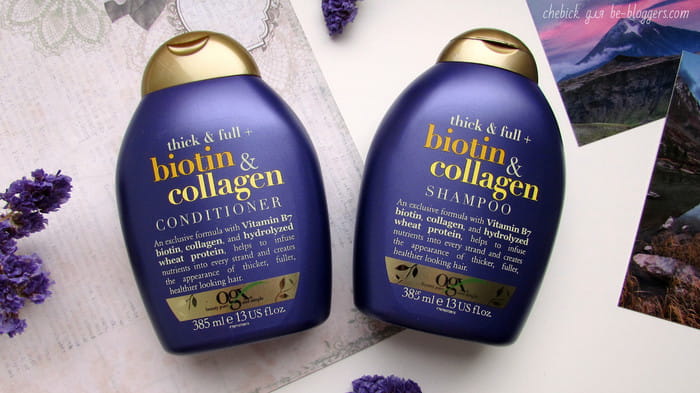 chebick для be-bloggers.com
thick & full +
biotin &
collagen
CONDITIONER
An exclusive formula with Vitamin B7
biotin, collagen, and hydrolyzed
wheat protein, helps to infuse
nutrients into every strand and creates
the appearance of thicker, fuller,
healthier looking hair.
ogx
385 ml e 13 US fl.oz.
thick & full +
biotin &
collagen
SHAMPOO
An exclusive formula with Vitamin B7
biotin, collagen, and hydrolyzed
wheat protein, helps to infuse
nutrients into every strand and creates
the appearance of thicker, fuller,
healthier looking hair.
ogx
385 ml e 13 US fl.oz.